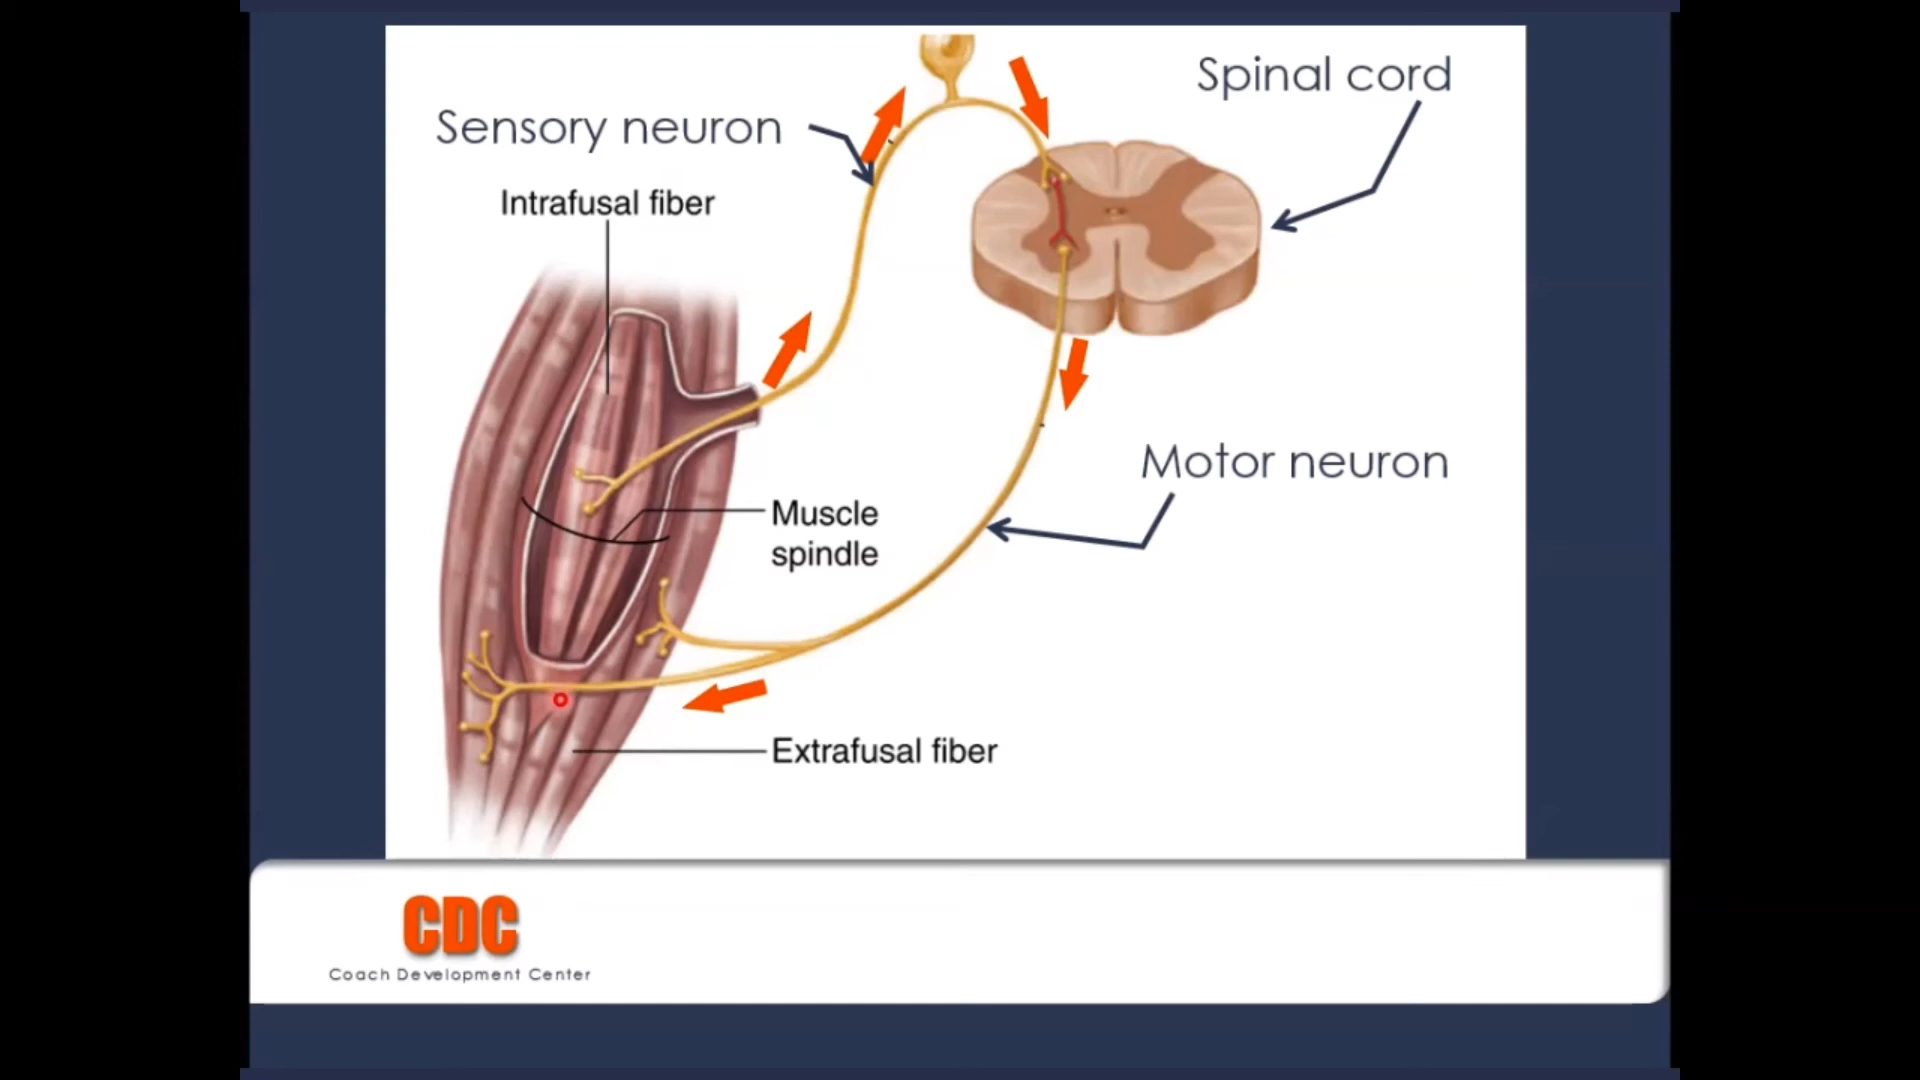 Spinal cord
Sensory neuron
Intrafusal fiber
Motor neuron
Muscle
spindle
Extrafusal fiber
CDC
Coach Development Center